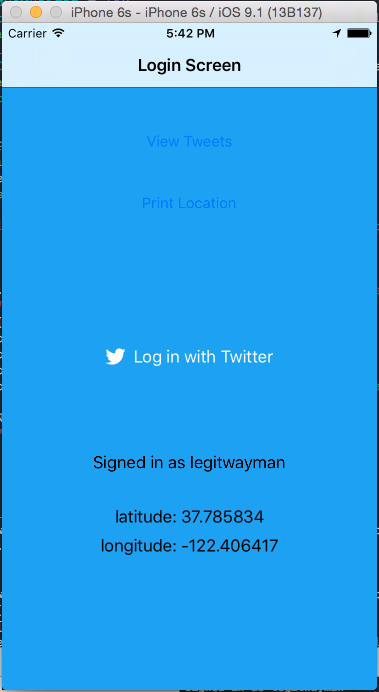 iPhone 6s - iPhone 6s / iOS 9.1 (13B137)
Carrier 5:42 PM
Login Screen
View Tweets
Print Location
Log in with Twitter
Signed in as legitwayman
latitude: 37.785834
longitude: -122.406417